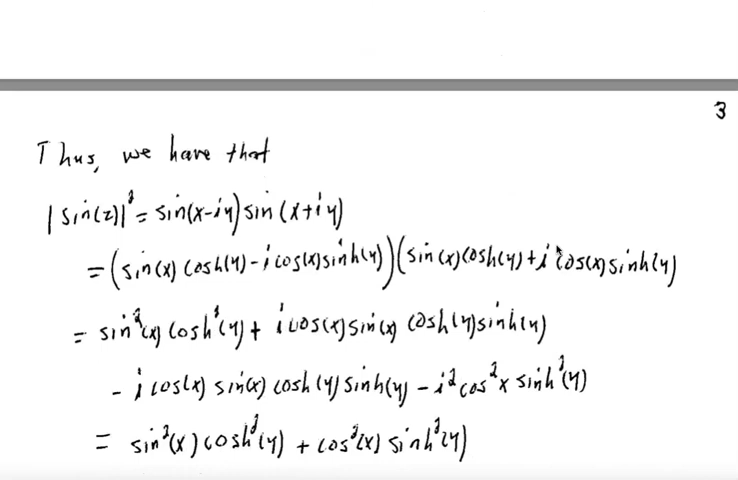 3
Thus, we have that
|sin(z)|² = sin(x-iy) sin(x+iy)
= (sin(x) cosh(y) - i cos(x) sinh(y)) (sin(x) cosh(y) + i cos(x) sinh(y)
= sin²(x) cosh²(y) + i cos(x) sin(x) cosh(y) sinh(y)
- i cos(x) sin(x) cosh(y) sinh(y) - i² cos² x sinh²(y)
= sin²(x) cosh²(y) + cos²(x) sinh²(y)